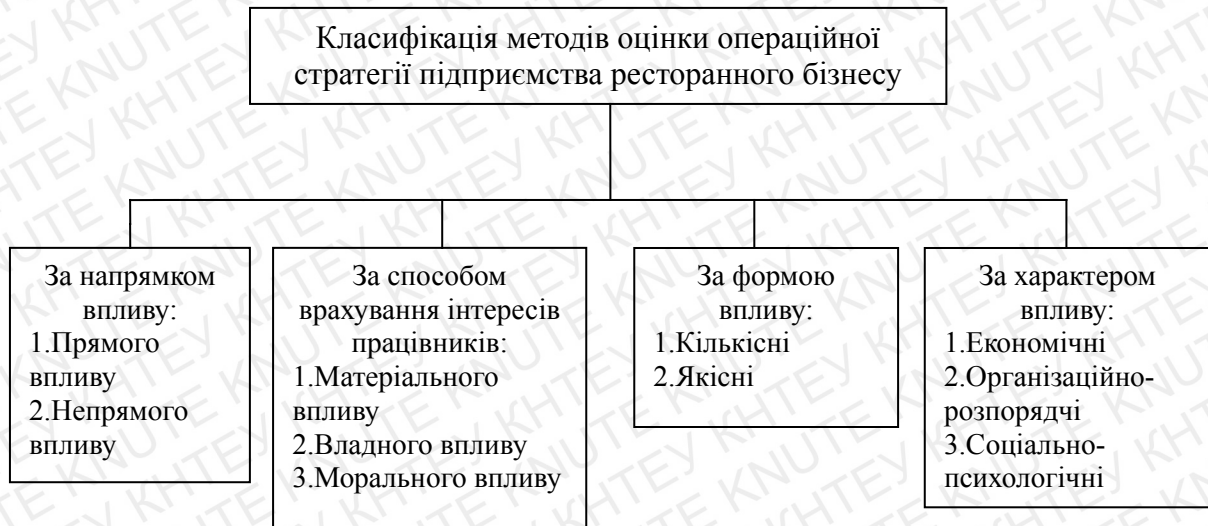 Класифікація методів оцінки операційної
стратегії підприємства ресторанного бізнесу
За напрямком
впливу:
1.Прямого
впливу
2.Непрямого
впливу
За способом
врахування інтересів
працівників:
1.Матеріального
впливу
2.Владного впливу
3.Морального впливу
За формою
впливу:
1.Кількісні
2.Якісні
За характером
впливу:
1.Економічні
2.Організаційно-
розпорядчі
3.Соціально-
психологічні